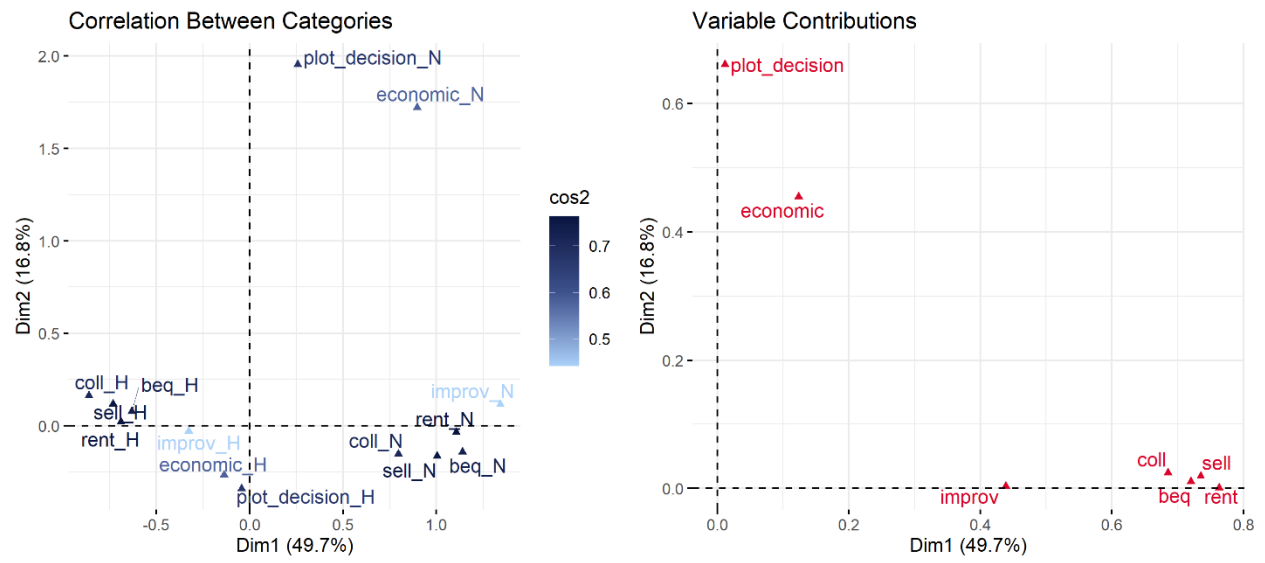 Correlation Between Categories
2.0
1.5
1.0
0.5
0.0
Dim2 (16.8%)
plot_decision_N
economic_N
coll_H
beq_H
sell_H
rent_H
improv_H
economic_H
plot_decision_H
improv_N
rent_N
coll_N
sell_N
beq_N
-0.5 0.0 0.5 1.0
Dim1 (49.7%)
cos2
0.7
0.6
0.5
Variable Contributions
0.6
0.4
0.2
0.0
Dim2 (16.8%)
plot_decision
economic
coll
sell
improv
beq
rent
0.0 0.2 0.4 0.6 0.8
Dim1 (49.7%)